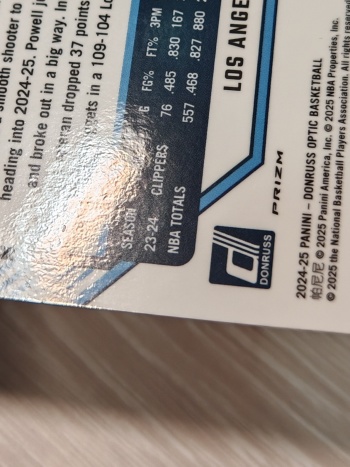 smooth shooter to
heading into 2024-25. Powell
and broke out in a big way. In
dropped 37 points
in a 109-104
SEASON G FG% FT% 3PM
23-24 CLIPPERS 76 .485 .830 167
NBA TOTALS 557 .468 .827 880
LOS ANGE
PRIZM
DONRUSS
2024-25 PANINI – DONRUSS OPTIC BASKETBALL
帕尼尼 © 2025 Panini America, Inc. © 2025 NBA Properties, Inc.
© 2025 the National Basketball Players Association. All rights reserved